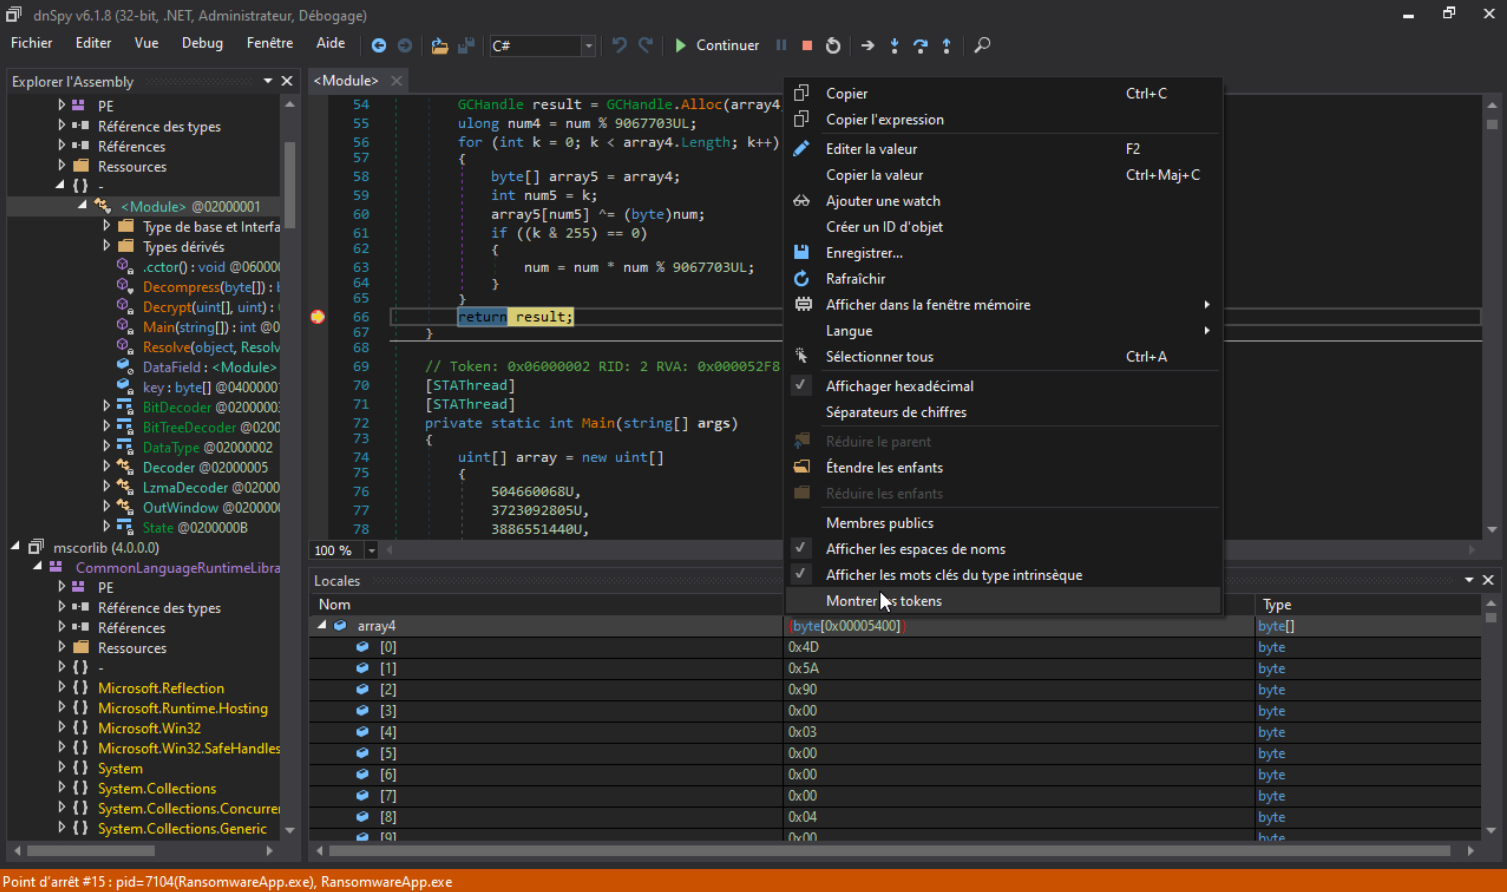 dnSpy v6.1.8 (32-bit, .NET, Administrateur, Débogage)
Fichier Editer Vue Debug Fenêtre Aide C# Continuer
Explorer l'Assembly
PE
Référence des types
Références
Ressources
{ } -
<Module> @02000001
Type de base et Interfa
Types dérivés
.cctor() : void @06000
Decompress(byte[]) : b
Decrypt(uint[], uint) :
Main(string[]) : int @0
Resolve(object, Resolv
DataField : <Module>
key : byte[] @0400000
BitDecoder @0200000
BitTreeDecoder @0200
DataType @02000002
Decoder @02000005
LzmaDecoder @02000
OutWindow @020000
State @0200000B
mscorlib (4.0.0.0)
CommonLanguageRuntimeLibra
PE
Référence des types
Références
Ressources
{ } -
{ } Microsoft.Reflection
{ } Microsoft.Runtime.Hosting
{ } Microsoft.Win32
{ } Microsoft.Win32.SafeHandles
{ } System
{ } System.Collections
{ } System.Collections.Concurre
{ } System.Collections.Generic
<Module>
54 GCHandle result = GCHandle.Alloc(array4
55 ulong num4 = num % 9067703UL;
56 for (int k = 0; k < array4.Length; k++)
57 {
58 byte[] array5 = array4;
59 int num5 = k;
60 array5[num5] ^= (byte)num;
61 if ((k & 255) == 0)
62 {
63 num = num * num % 9067703UL;
64 }
65 }
66 return result;
67 }
68
69 // Token: 0x06000002 RID: 2 RVA: 0x000052F8
70 [STAThread]
71 [STAThread]
72 private static int Main(string[] args)
73 {
74 uint[] array = new uint[]
75 {
76 504660068U,
77 3723092805U,
78 3886551440U,
100 %
Copier Ctrl+C
Copier l'expression
Editer la valeur F2
Copier la valeur Ctrl+Maj+C
Ajouter une watch
Créer un ID d'objet
Enregistrer...
Rafraîchir
Afficher dans la fenêtre mémoire
Langue
Sélectionner tous Ctrl+A
Affichager hexadécimal
Séparateurs de chiffres
Réduire le parent
Étendre les enfants
Réduire les enfants
Membres publics
Afficher les espaces de noms
Afficher les mots clés du type intrinsèque
Montrer les tokens
Locales
Nom Type
array4 {byte[0x00005400]} byte[]
[0] 0x4D byte
[1] 0x5A byte
[2] 0x90 byte
[3] 0x00 byte
[4] 0x03 byte
[5] 0x00 byte
[6] 0x00 byte
[7] 0x00 byte
[8] 0x04 byte
[9] 0x00 byte
Point d'arrêt #15 : pid=7104(RansomwareApp.exe), RansomwareApp.exe